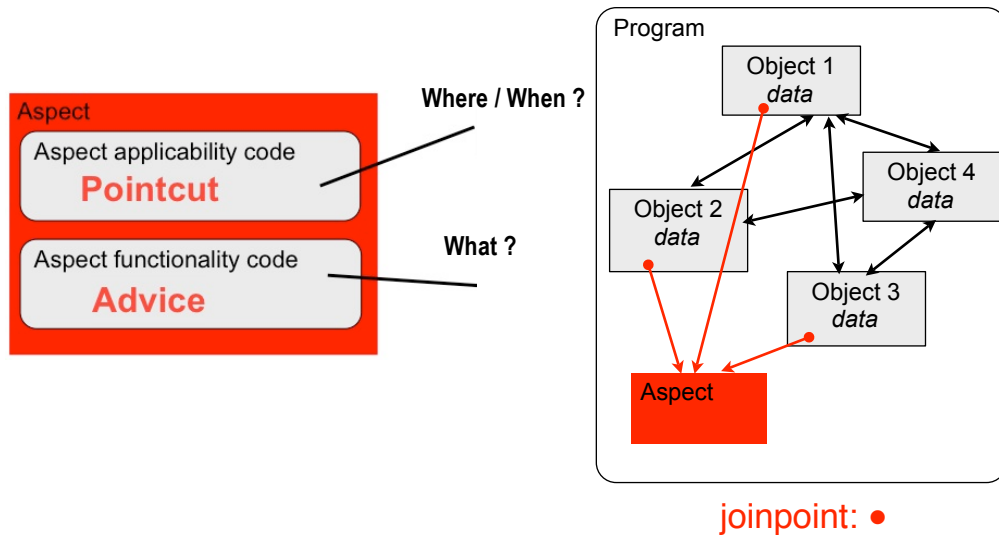 Aspect
Aspect applicability code
Pointcut
Aspect functionality code
Advice
Where / When ?
What ?
Program
Object 1
data
Object 4
data
Object 2
data
Object 3
data
Aspect
joinpoint: ●